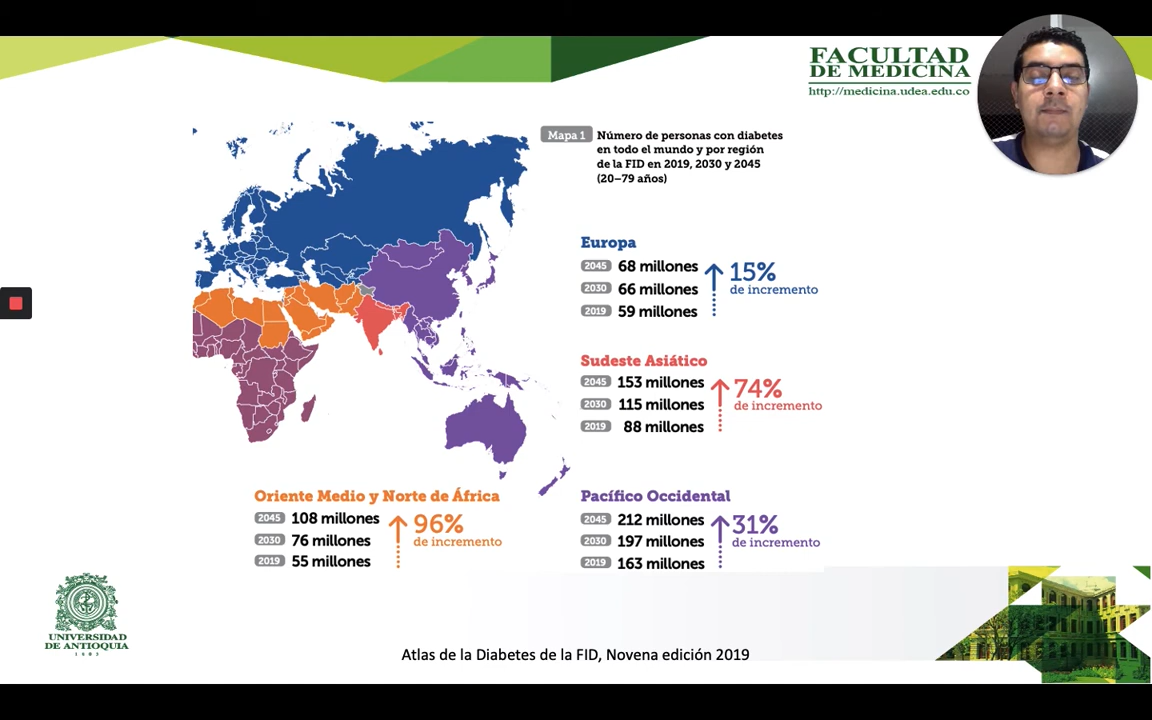 FACULTAD
DE MEDICINA
http://medicina.udea.edu.co
Mapa 1
Número de personas con diabetes
en todo el mundo y por región
de la FID en 2019, 2030 y 2045
(20–79 años)
Europa
2045 68 millones
2030 66 millones
2019 59 millones
15%
de incremento
Sudeste Asiático
2045 153 millones
2030 115 millones
2019 88 millones
74%
de incremento
Oriente Medio y Norte de África
2045 108 millones
2030 76 millones
2019 55 millones
96%
de incremento
Pacífico Occidental
2045 212 millones
2030 197 millones
2019 163 millones
31%
de incremento
UNIVERSIDAD
DE ANTIOQUIA
1803
Atlas de la Diabetes de la FID, Novena edición 2019